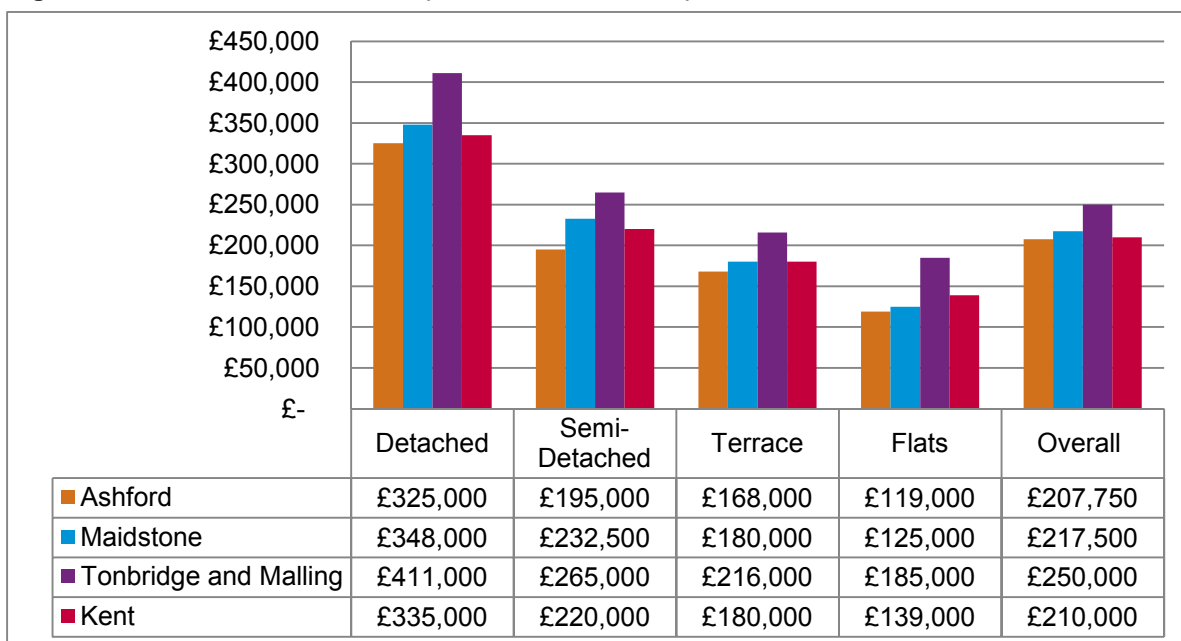 £450,000
£400,000
£350,000
£300,000
£250,000
£200,000
£150,000
£100,000
£50,000
£-
Detached Semi-Detached Terrace Flats Overall
Ashford £325,000 £195,000 £168,000 £119,000 £207,750
Maidstone £348,000 £232,500 £180,000 £125,000 £217,500
Tonbridge and Malling £411,000 £265,000 £216,000 £185,000 £250,000
Kent £335,000 £220,000 £180,000 £139,000 £210,000